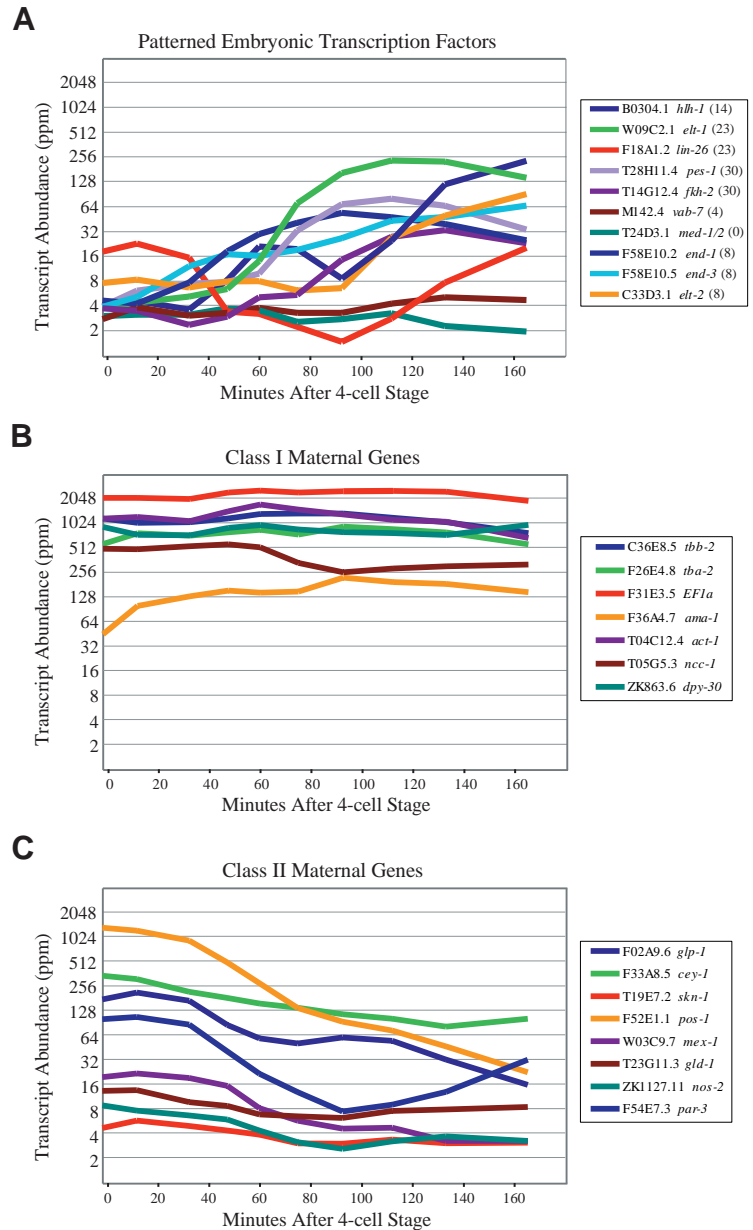 A
Patterned Embryonic Transcription Factors
Transcript Abundance (ppm)
2048
1024
512
256
128
64
32
16
8
4
2
0 20 40 60 80 100 120 140 160
Minutes After 4-cell Stage
B0304.1 hlh-1 (14)
W09C2.1 elt-1 (23)
F18A1.2 lin-26 (23)
T28H11.4 pes-1 (30)
T14G12.4 fkh-2 (30)
M142.4 vab-7 (4)
T24D3.1 med-1/2 (0)
F58E10.2 end-1 (8)
F58E10.5 end-3 (8)
C33D3.1 elt-2 (8)
B
Class I Maternal Genes
Transcript Abundance (ppm)
2048
1024
512
256
128
64
32
16
8
4
2
0 20 40 60 80 100 120 140 160
Minutes After 4-cell Stage
C36E8.5 tbb-2
F26E4.8 tba-2
F31E3.5 EF1a
F36A4.7 ama-1
T04C12.4 act-1
T05G5.3 ncc-1
ZK863.6 dpy-30
C
Class II Maternal Genes
Transcript Abundance (ppm)
2048
1024
512
256
128
64
32
16
8
4
2
0 20 40 60 80 100 120 140 160
Minutes After 4-cell Stage
F02A9.6 glp-1
F33A8.5 cey-1
T19E7.2 skn-1
F52E1.1 pos-1
W03C9.7 mex-1
T23G11.3 gld-1
ZK1127.11 nos-2
F54E7.3 par-3